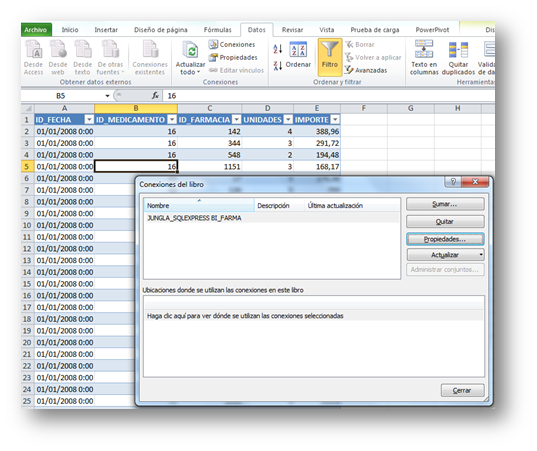 Archivo Inicio Insertar Diseño de página Fórmulas Datos Revisar Vista Prueba de carga PowerPivot Dis
Desde Access Desde web Desde texto De otras fuentes Conexiones existentes Actualizar todo Conexiones Propiedades Editar vínculos Ordenar Filtro Borrar Volver a aplicar Avanzadas Texto en columnas Quitar duplicados Valida de da
Obtener datos externos Conexiones Ordenar y filtrar Herramientas
B5 fx 16
A B C D E F G H
1 ID_FECHA ID_MEDICAMENTO ID_FARMACIA UNIDADES IMPORTE
2 01/01/2008 0:00 16 142 4 388,96
3 01/01/2008 0:00 16 344 3 291,72
4 01/01/2008 0:00 16 548 2 194,48
5 01/01/2008 0:00 16 1151 3 168,17
6 01/01/2008 0:00
7 01/01/2008 0:00
Conexiones del libro
8 01/01/2008 0:00
Nombre Descripción Última actualización
Sumar...
9 01/01/2008 0:00
JUNGLA_SQLEXPRESS BI_FARMA
Quitar
10 01/01/2008 0:00
11 01/01/2008 0:00
Propiedades...
12 01/01/2008 0:00
Actualizar
13 01/01/2008 0:00
Administrar conjuntos...
14 01/01/2008 0:00
15 01/01/2008 0:00
Ubicaciones donde se utilizan las conexiones en este libro
16 01/01/2008 0:00
17 01/01/2008 0:00
Haga clic aquí para ver dónde se utilizan las conexiones seleccionadas
18 01/01/2008 0:00
19 01/01/2008 0:00
20 01/01/2008 0:00
21 01/01/2008 0:00
22 01/01/2008 0:00
23 01/01/2008 0:00
24 01/01/2008 0:00
Cerrar
25 01/01/2008 0:00